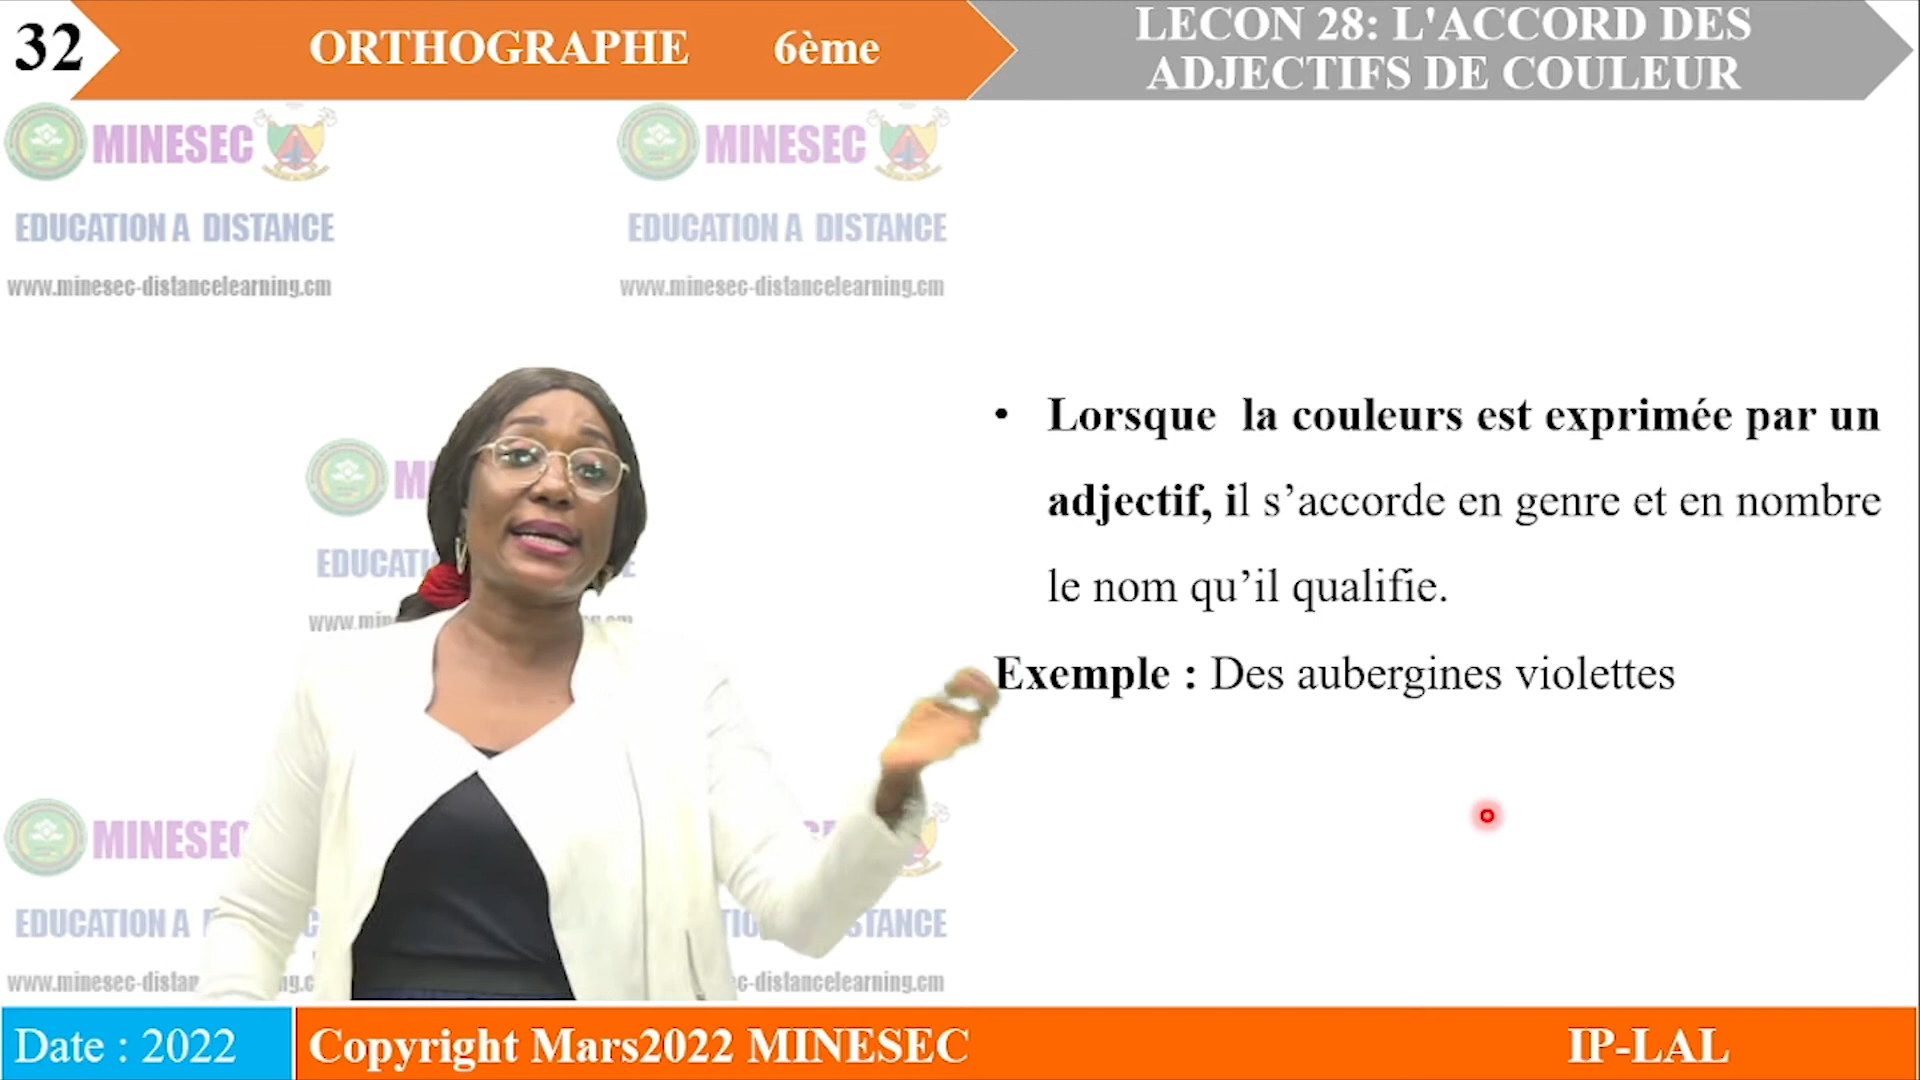 32
ORTHOGRAPHE 6ème
LECON 28: L'ACCORD DES
ADJECTIFS DE COULEUR
MINESEC
EDUCATION A DISTANCE
www.minesec-distancelearning.cm
MINESEC
EDUCATION A DISTANCE
www.minesec-distancelearning.cm
• Lorsque la couleurs est exprimée par un
adjectif, il s’accorde en genre et en nombre
le nom qu’il qualifie.
Exemple : Des aubergines violettes
MINESEC
EDUCATION A
Date : 2022
Copyright Mars2022 MINESEC
IP-LAL